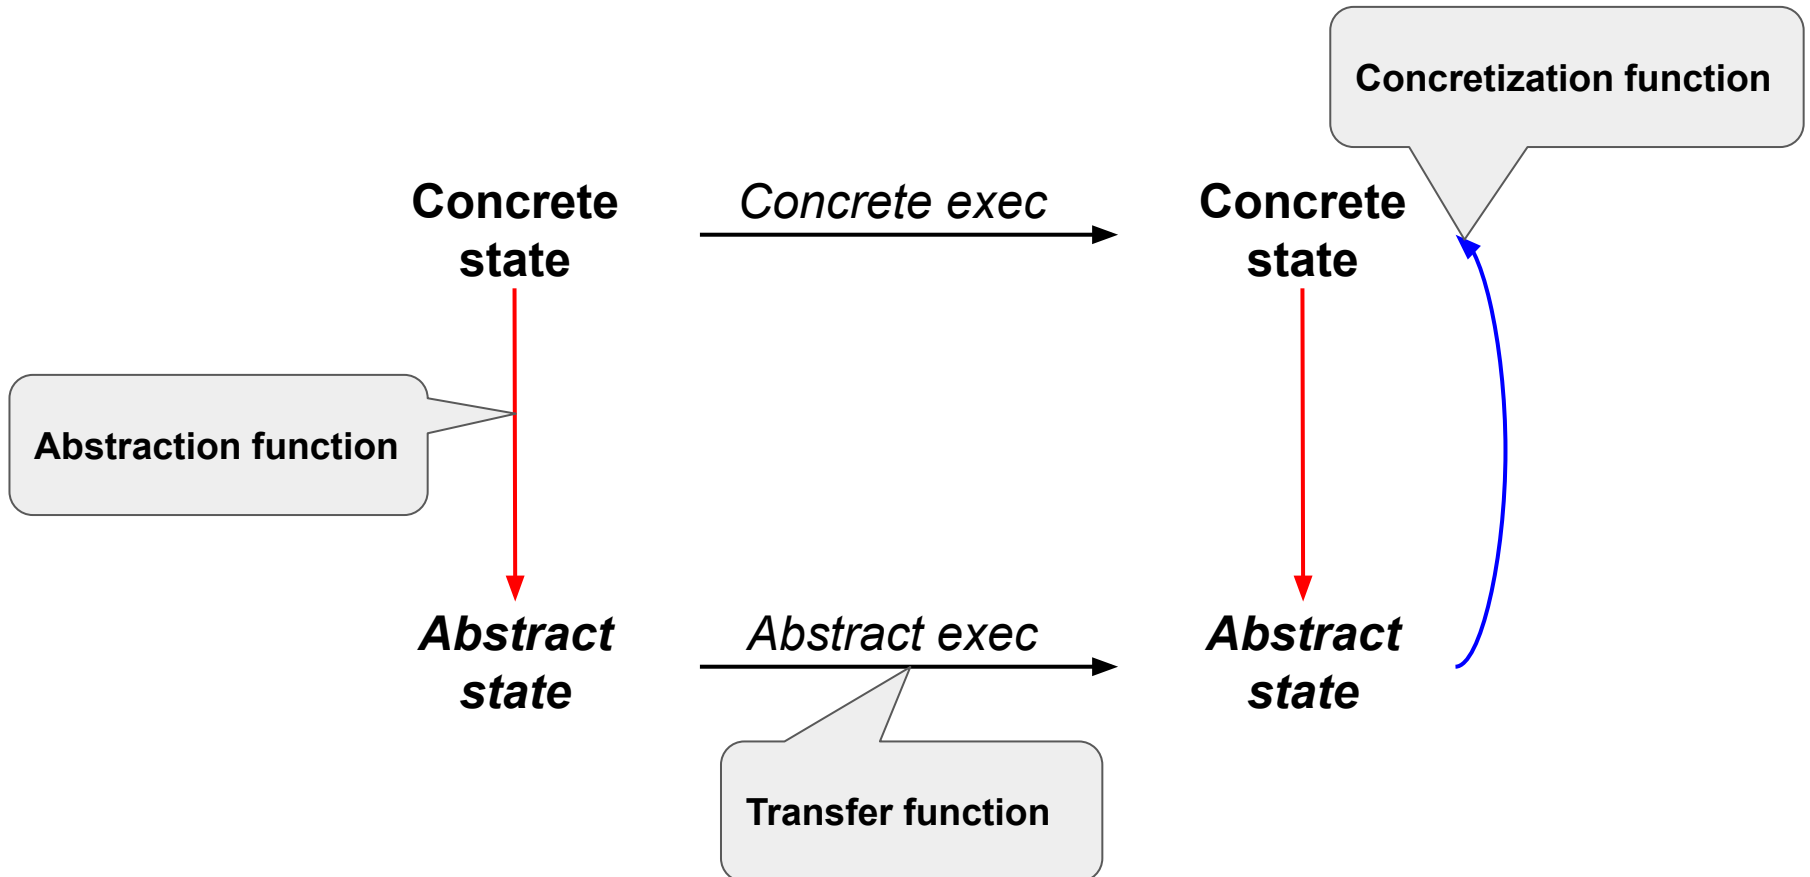 Concretization function
Concrete
state
Concrete exec
Concrete
state
Abstraction function
Abstract
state
Abstract exec
Abstract
state
Transfer function